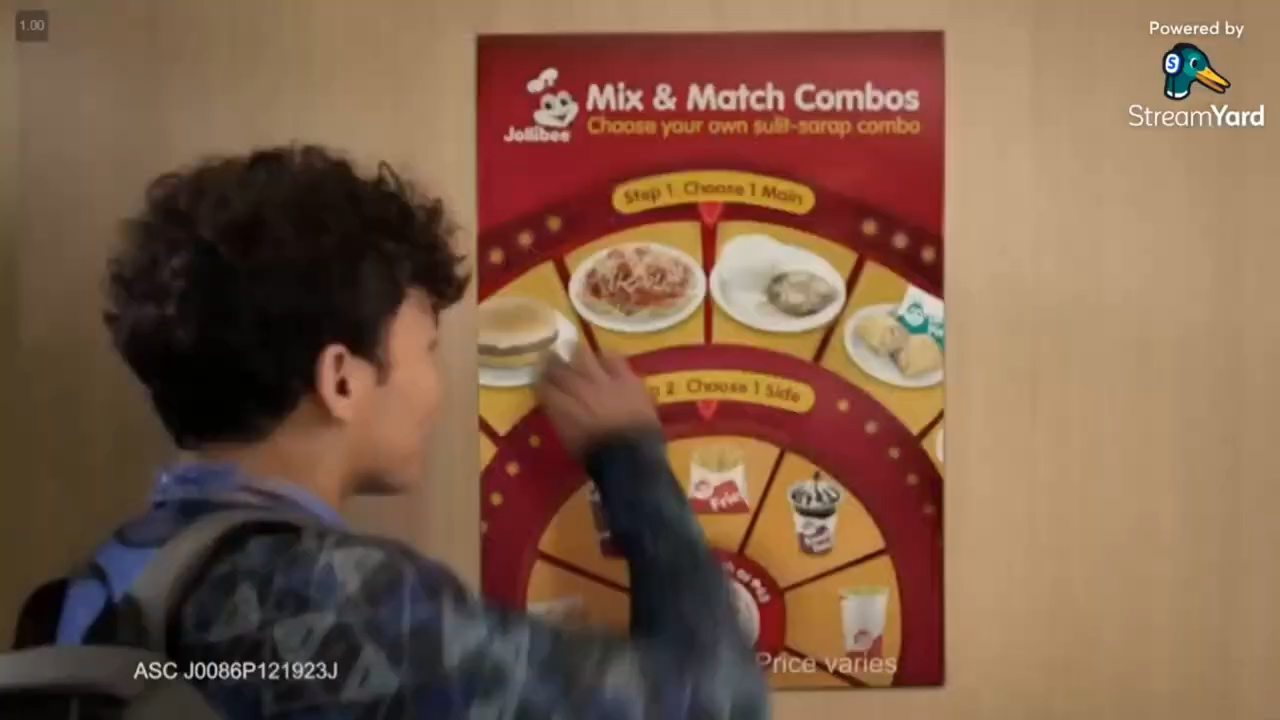 1.00
Powered by
StreamYard
Jollibee
Mix & Match Combos
Choose your own sulit-sarap combo
Step 1. Choose 1 Main
2. Choose 1 Side
Fries
ASC J0086P121923J
Price varies